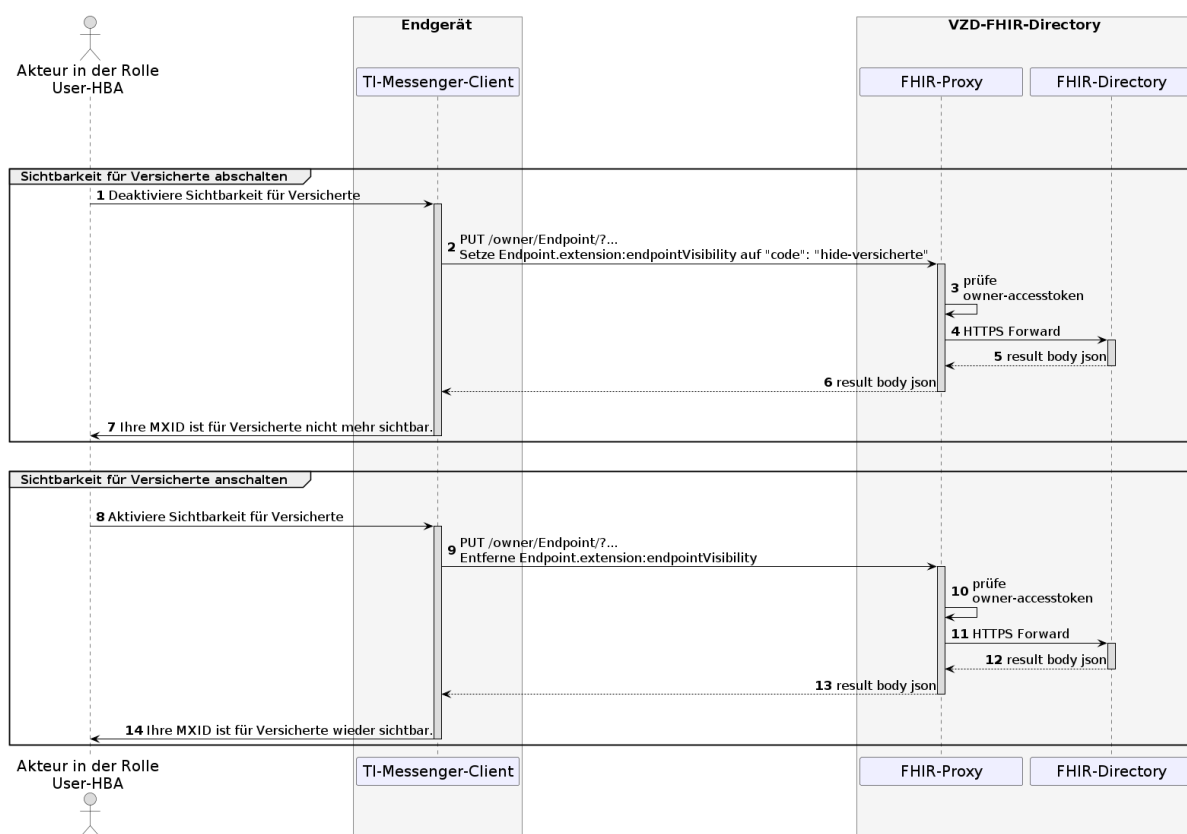 Endgerät
VZD-FHIR-Directory
Akteur in der Rolle
User-HBA
TI-Messenger-Client
FHIR-Proxy
FHIR-Directory
Sichtbarkeit für Versicherte abschalten
1 Deaktiviere Sichtbarkeit für Versicherte
2 PUT /owner/Endpoint/?...
Setze Endpoint.extension:endpointVisibility auf "code": "hide-versicherte"
3 prüfe
owner-accesstoken
4 HTTPS Forward
5 result body json
6 result body json
7 Ihre MXID ist für Versicherte nicht mehr sichtbar.
Sichtbarkeit für Versicherte anschalten
8 Aktiviere Sichtbarkeit für Versicherte
9 PUT /owner/Endpoint/?...
Entferne Endpoint.extension:endpointVisibility
10 prüfe
owner-accesstoken
11 HTTPS Forward
12 result body json
13 result body json
14 Ihre MXID ist für Versicherte wieder sichtbar.
Akteur in der Rolle
User-HBA
TI-Messenger-Client
FHIR-Proxy
FHIR-Directory